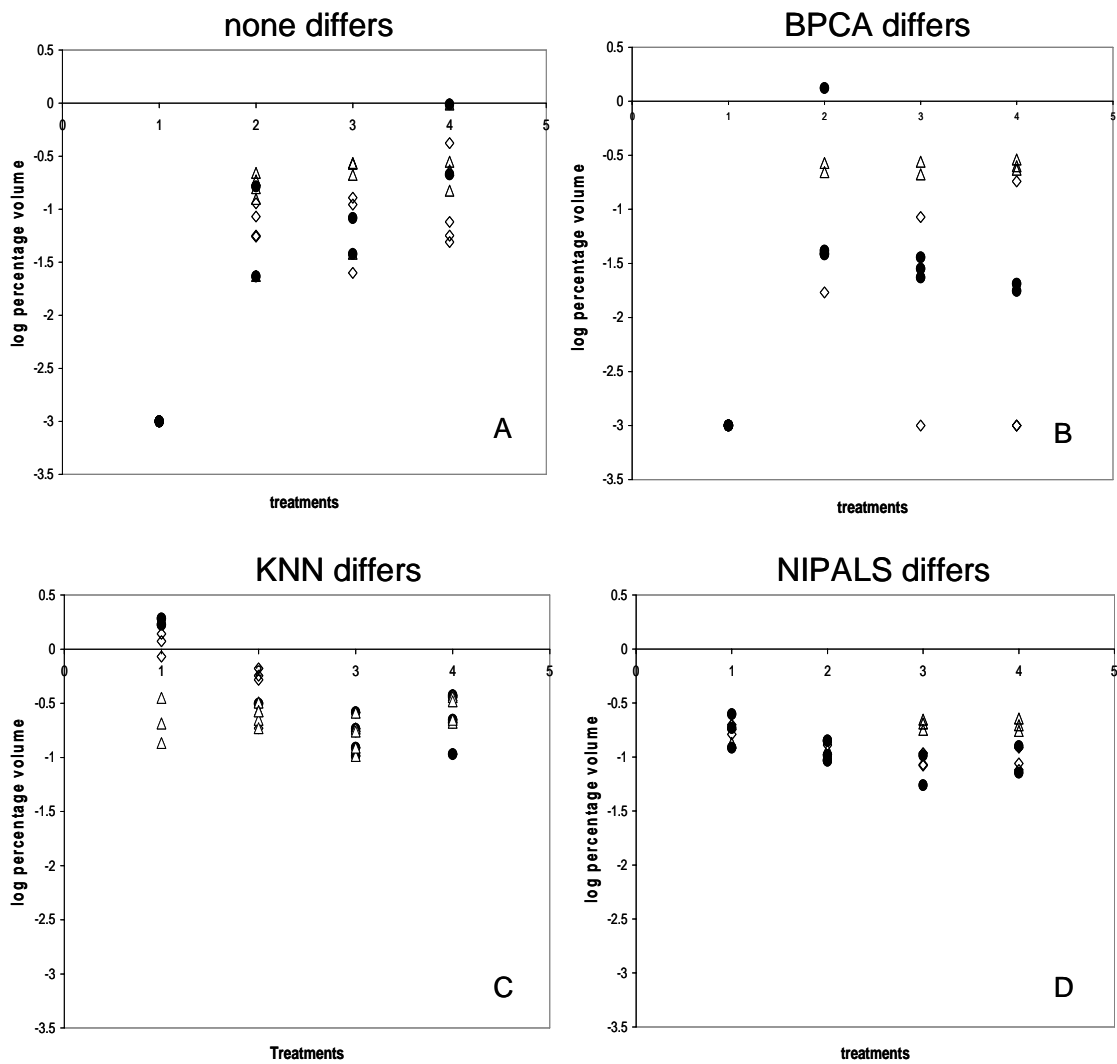 none differs
BPCA differs
0.5
0
-0.5
-1
-1.5
-2
-2.5
-3
-3.5
0 1 2 3 4 5
log percentage volume
treatments
A
0.5
0
-0.5
-1
-1.5
-2
-2.5
-3
-3.5
0 1 2 3 4 5
log percentage volume
treatments
B
KNN differs
NIPALS differs
0.5
0
-0.5
-1
-1.5
-2
-2.5
-3
-3.5
0 1 2 3 4 5
log percentage volume
Treatments
C
0.5
0
-0.5
-1
-1.5
-2
-2.5
-3
-3.5
0 1 2 3 4 5
log percentage volume
treatments
D